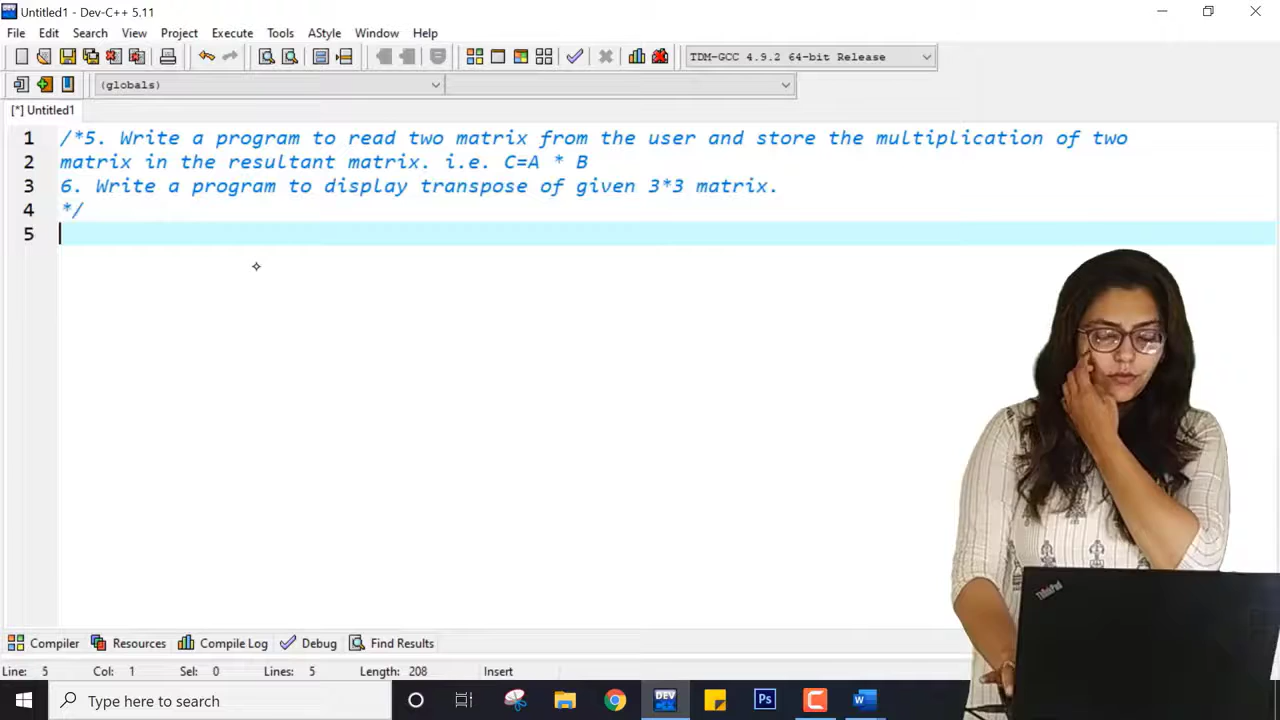 Untitled1 - Dev-C++ 5.11
File Edit Search View Project Execute Tools AStyle Window Help
TDM-GCC 4.9.2 64-bit Release
(globals)
[*] Untitled1
1 /*5. Write a program to read two matrix from the user and store the multiplication of two
2 matrix in the resultant matrix. i.e. C=A * B
3 6. Write a program to display transpose of given 3*3 matrix.
4 */
5
ThinkPad
Compiler Resources Compile Log Debug Find Results
Line: 5 Col: 1 Sel: 0 Lines: 5 Length: 208 Insert
Type here to search DEV Ps W